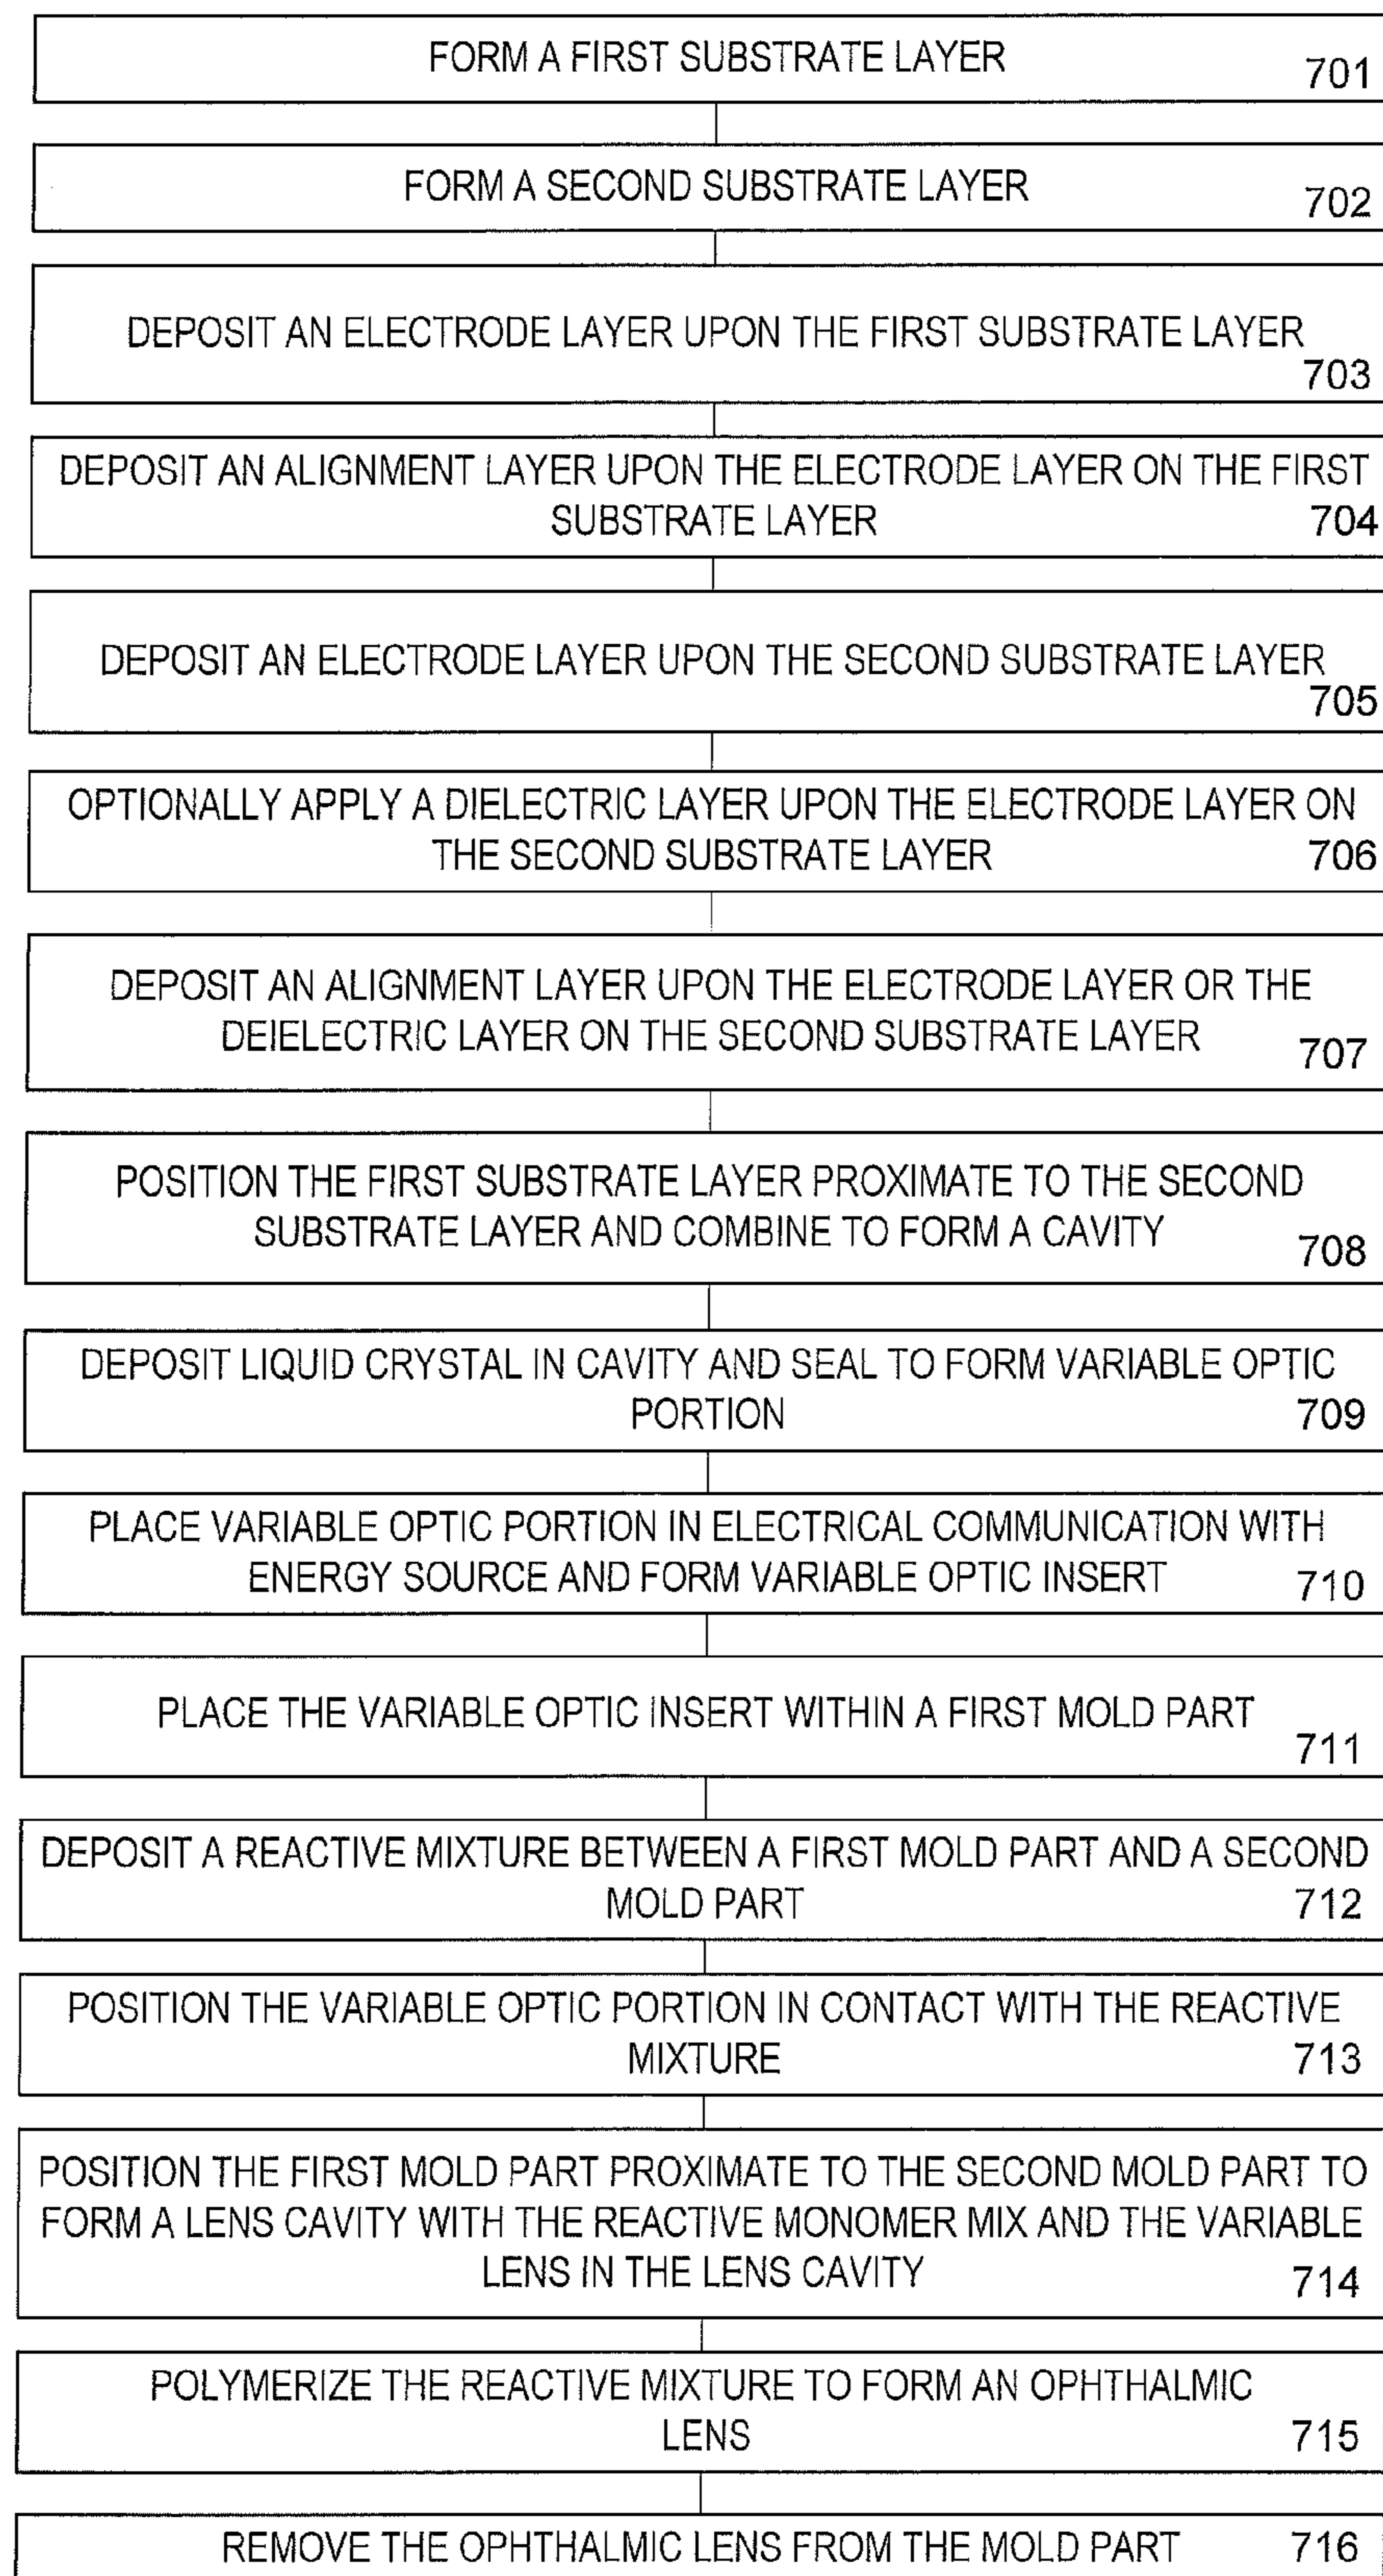 FORM A FIRST SUBSTRATE LAYER
701
FORM A SECOND SUBSTRATE LAYER
702
DEPOSIT AN ELECTRODE LAYER UPON THE FIRST SUBSTRATE LAYER
703
DEPOSIT AN ALIGNMENT LAYER UPON THE ELECTRODE LAYER ON THE FIRST
SUBSTRATE LAYER 704
DEPOSIT AN ELECTRODE LAYER UPON THE SECOND SUBSTRATE LAYER
705
OPTIONALLY APPLY A DIELECTRIC LAYER UPON THE ELECTRODE LAYER ON
THE SECOND SUBSTRATE LAYER 706
DEPOSIT AN ALIGNMENT LAYER UPON THE ELECTRODE LAYER OR THE
DEIELECTRIC LAYER ON THE SECOND SUBSTRATE LAYER 707
POSITION THE FIRST SUBSTRATE LAYER PROXIMATE TO THE SECOND
SUBSTRATE LAYER AND COMBINE TO FORM A CAVITY 708
DEPOSIT LIQUID CRYSTAL IN CAVITY AND SEAL TO FORM VARIABLE OPTIC
PORTION 709
PLACE VARIABLE OPTIC PORTION IN ELECTRICAL COMMUNICATION WITH
ENERGY SOURCE AND FORM VARIABLE OPTIC INSERT 710
PLACE THE VARIABLE OPTIC INSERT WITHIN A FIRST MOLD PART
711
DEPOSIT A REACTIVE MIXTURE BETWEEN A FIRST MOLD PART AND A SECOND
MOLD PART 712
POSITION THE VARIABLE OPTIC PORTION IN CONTACT WITH THE REACTIVE
MIXTURE 713
POSITION THE FIRST MOLD PART PROXIMATE TO THE SECOND MOLD PART TO
FORM A LENS CAVITY WITH THE REACTIVE MONOMER MIX AND THE VARIABLE
LENS IN THE LENS CAVITY 714
POLYMERIZE THE REACTIVE MIXTURE TO FORM AN OPHTHALMIC
LENS 715
REMOVE THE OPHTHALMIC LENS FROM THE MOLD PART 716